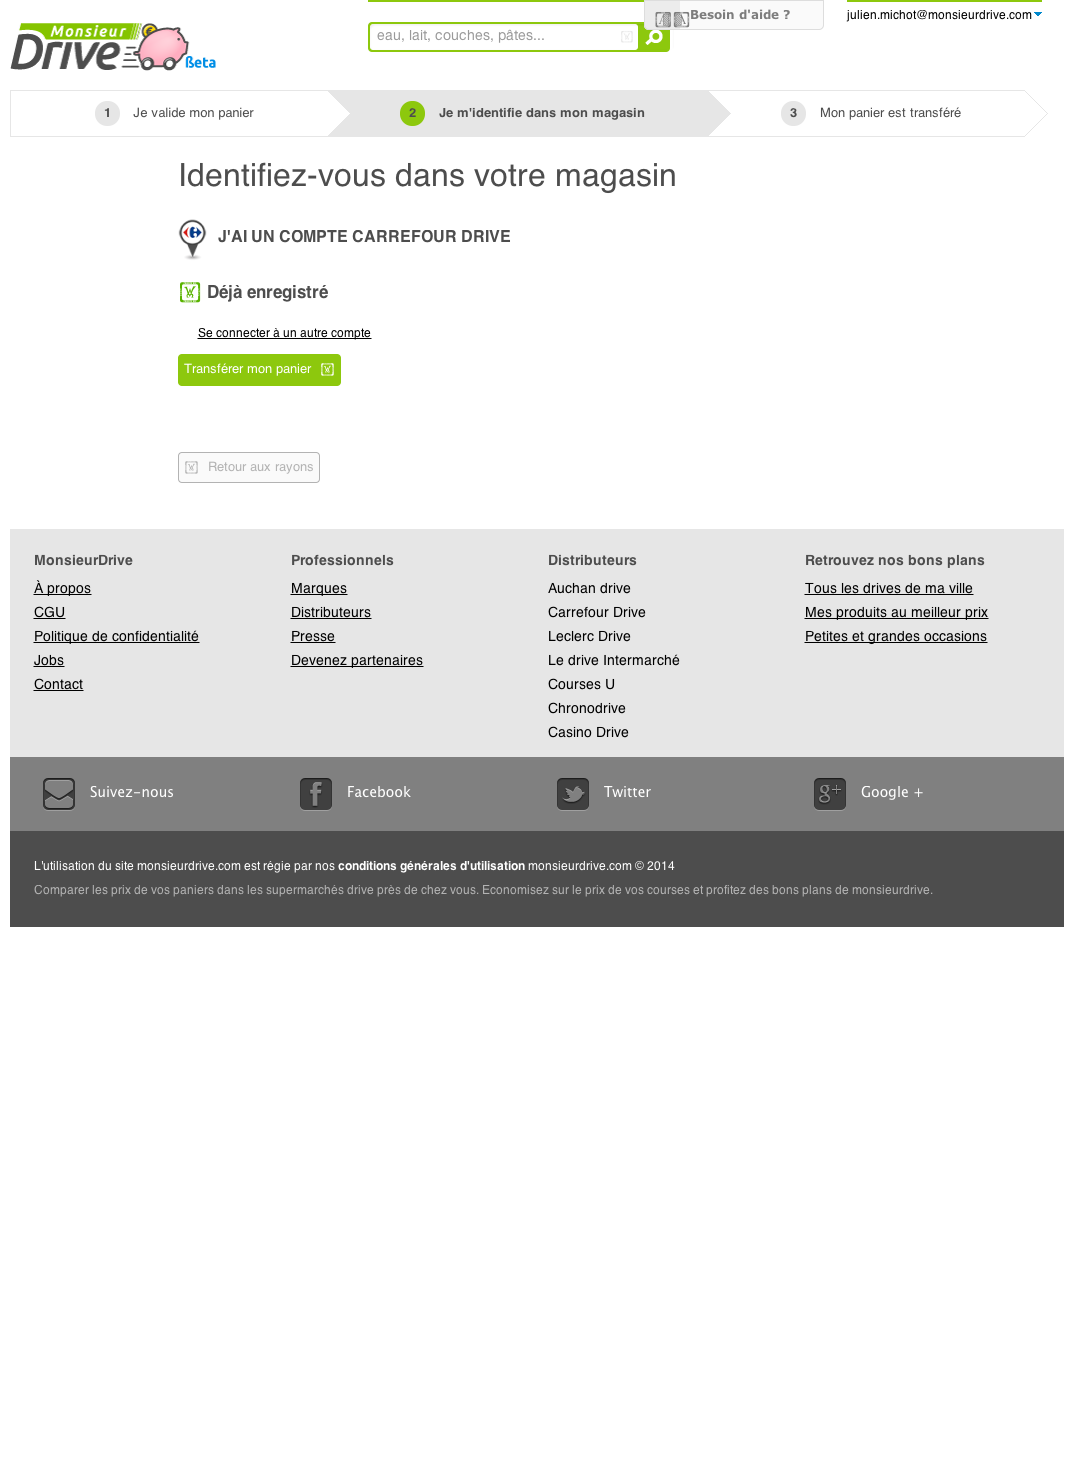 Monsieur
Drive
Beta
eau, lait, couches, pâtes...
Besoin d'aide ?
julien.michot@monsieurdrive.com
1 Je valide mon panier
2 Je m'identifie dans mon magasin
3 Mon panier est transféré
Identifiez-vous dans votre magasin
J'AI UN COMPTE CARREFOUR DRIVE
Déjà enregistré
Se connecter à un autre compte
Transférer mon panier
Retour aux rayons
MonsieurDrive
À propos
CGU
Politique de confidentialité
Jobs
Contact
Professionnels
Marques
Distributeurs
Presse
Devenez partenaires
Distributeurs
Auchan drive
Carrefour Drive
Leclerc Drive
Le drive Intermarché
Courses U
Chronodrive
Casino Drive
Retrouvez nos bons plans
Tous les drives de ma ville
Mes produits au meilleur prix
Petites et grandes occasions
Suivez-nous
Facebook
Twitter
Google +
L'utilisation du site monsieurdrive.com est régie par nos conditions générales d'utilisation monsieurdrive.com © 2014
Comparer les prix de vos paniers dans les supermarchés drive près de chez vous. Economisez sur le prix de vos courses et profitez des bons plans de monsieurdrive.